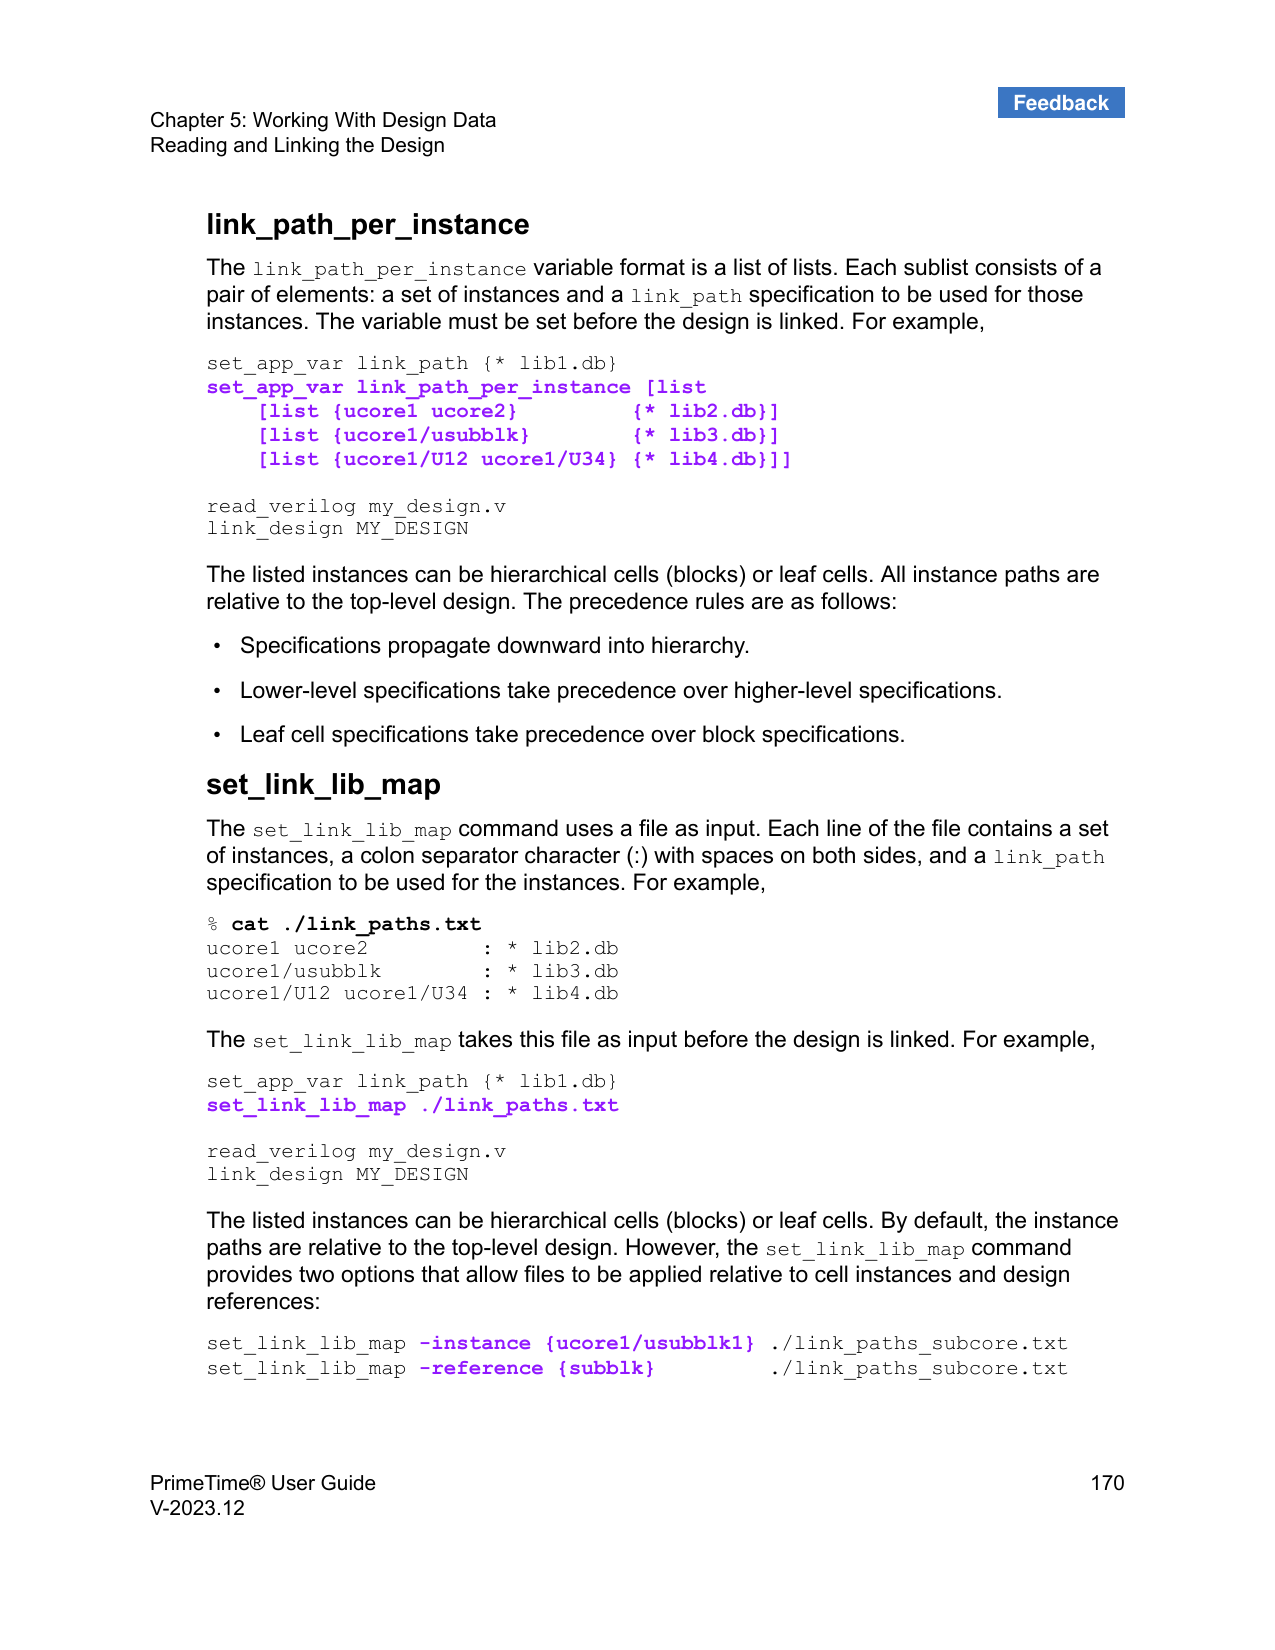 Feedback
Chapter 5: Working With Design Data
Reading and Linking the Design
link_path_per_instance
The link_path_per_instance variable format is a list of lists. Each sublist consists of a
pair of elements: a set of instances and a link_path specification to be used for those
instances. The variable must be set before the design is linked. For example,
set_app_var link_path {* lib1.db}
set_app_var link_path_per_instance [list
    [list {ucore1 ucore2}         {* lib2.db}]
    [list {ucore1/usubblk}        {* lib3.db}]
    [list {ucore1/U12 ucore1/U34} {* lib4.db}]]
read_verilog my_design.v
link_design MY_DESIGN
The listed instances can be hierarchical cells (blocks) or leaf cells. All instance paths are
relative to the top-level design. The precedence rules are as follows:
• Specifications propagate downward into hierarchy.
• Lower-level specifications take precedence over higher-level specifications.
• Leaf cell specifications take precedence over block specifications.
set_link_lib_map
The set_link_lib_map command uses a file as input. Each line of the file contains a set
of instances, a colon separator character (:) with spaces on both sides, and a link_path
specification to be used for the instances. For example,
% cat ./link_paths.txt
ucore1 ucore2         : * lib2.db
ucore1/usubblk        : * lib3.db
ucore1/U12 ucore1/U34 : * lib4.db
The set_link_lib_map takes this file as input before the design is linked. For example,
set_app_var link_path {* lib1.db}
set_link_lib_map ./link_paths.txt
read_verilog my_design.v
link_design MY_DESIGN
The listed instances can be hierarchical cells (blocks) or leaf cells. By default, the instance
paths are relative to the top-level design. However, the set_link_lib_map command
provides two options that allow files to be applied relative to cell instances and design
references:
set_link_lib_map -instance {ucore1/usubblk1} ./link_paths_subcore.txt
set_link_lib_map -reference {subblk}         ./link_paths_subcore.txt
PrimeTime® User Guide 170
V-2023.12